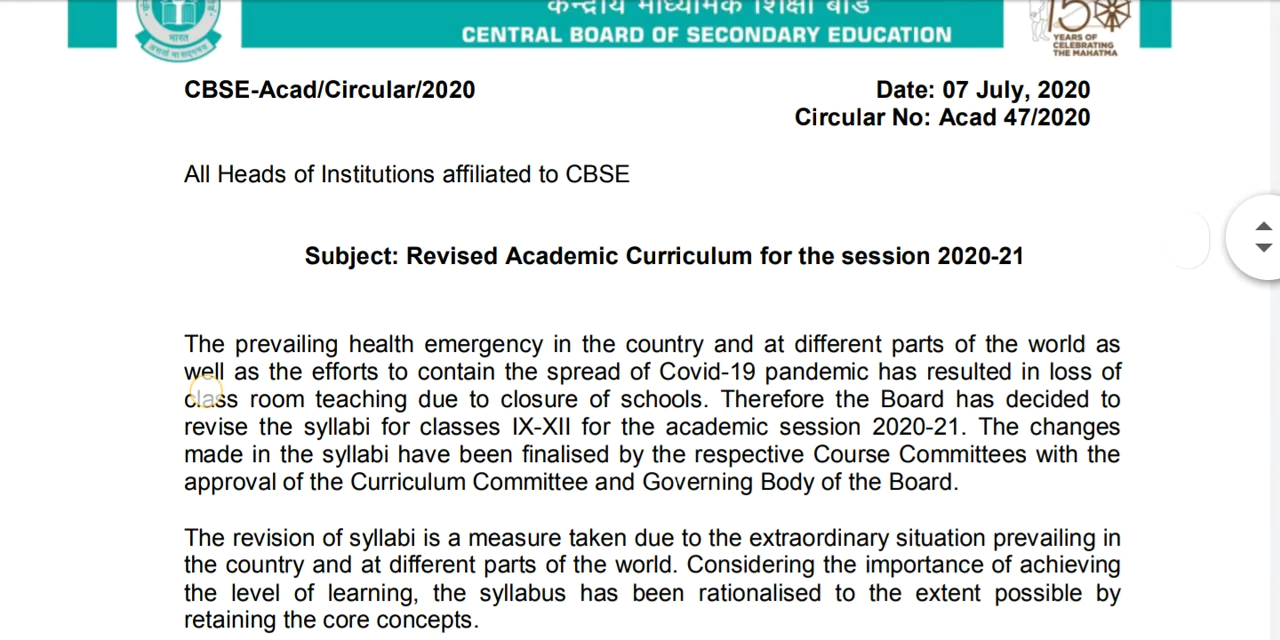 केन्द्रीय माध्यमिक शिक्षा बोर्ड
CENTRAL BOARD OF SECONDARY EDUCATION
भारत
असतो मा सद्गमय
50
YEARS OF
CELEBRATING
THE MAHATMA
CBSE-Acad/Circular/2020
Date: 07 July, 2020
Circular No: Acad 47/2020
All Heads of Institutions affiliated to CBSE
Subject: Revised Academic Curriculum for the session 2020-21
The prevailing health emergency in the country and at different parts of the world as
well as the efforts to contain the spread of Covid-19 pandemic has resulted in loss of
class room teaching due to closure of schools. Therefore the Board has decided to
revise the syllabi for classes IX-XII for the academic session 2020-21. The changes
made in the syllabi have been finalised by the respective Course Committees with the
approval of the Curriculum Committee and Governing Body of the Board.
The revision of syllabi is a measure taken due to the extraordinary situation prevailing in
the country and at different parts of the world. Considering the importance of achieving
the level of learning, the syllabus has been rationalised to the extent possible by
retaining the core concepts.